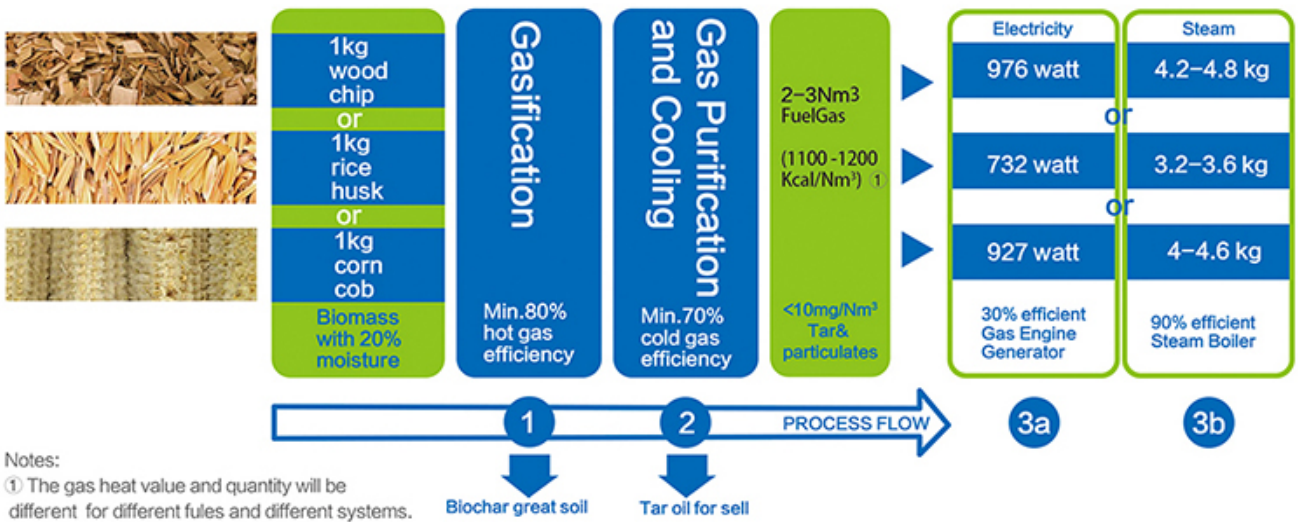 1kg
wood
chip
or
1kg
rice
husk
or
1kg
corn
cob
Biomass
with 20%
moisture
Gasification
Min.80%
hot gas
efficiency
Gas Purification
and Cooling
Min.70%
cold gas
efficiency
2–3Nm3
FuelGas
(1100 -1200
Kcal/Nm³) ①
<10mg/Nm³
Tar&
particulates
Electricity
976 watt
or
732 watt
or
927 watt
30% efficient
Gas Engine
Generator
Steam
4.2–4.8 kg
3.2–3.6 kg
4–4.6 kg
90% efficient
Steam Boiler
1
2
PROCESS FLOW
3a
3b
Biochar great soil
Tar oil for sell
Notes:
① The gas heat value and quantity will be
different for different fules and different systems.